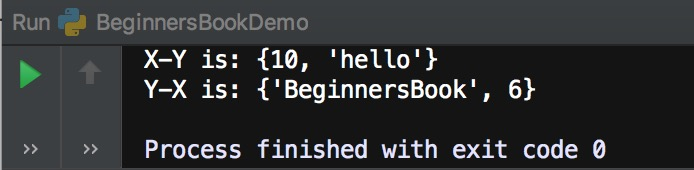 Run BeginnersBookDemo
X-Y is: {10, 'hello'}
Y-X is: {'BeginnersBook', 6}
>> >> Process finished with exit code 0